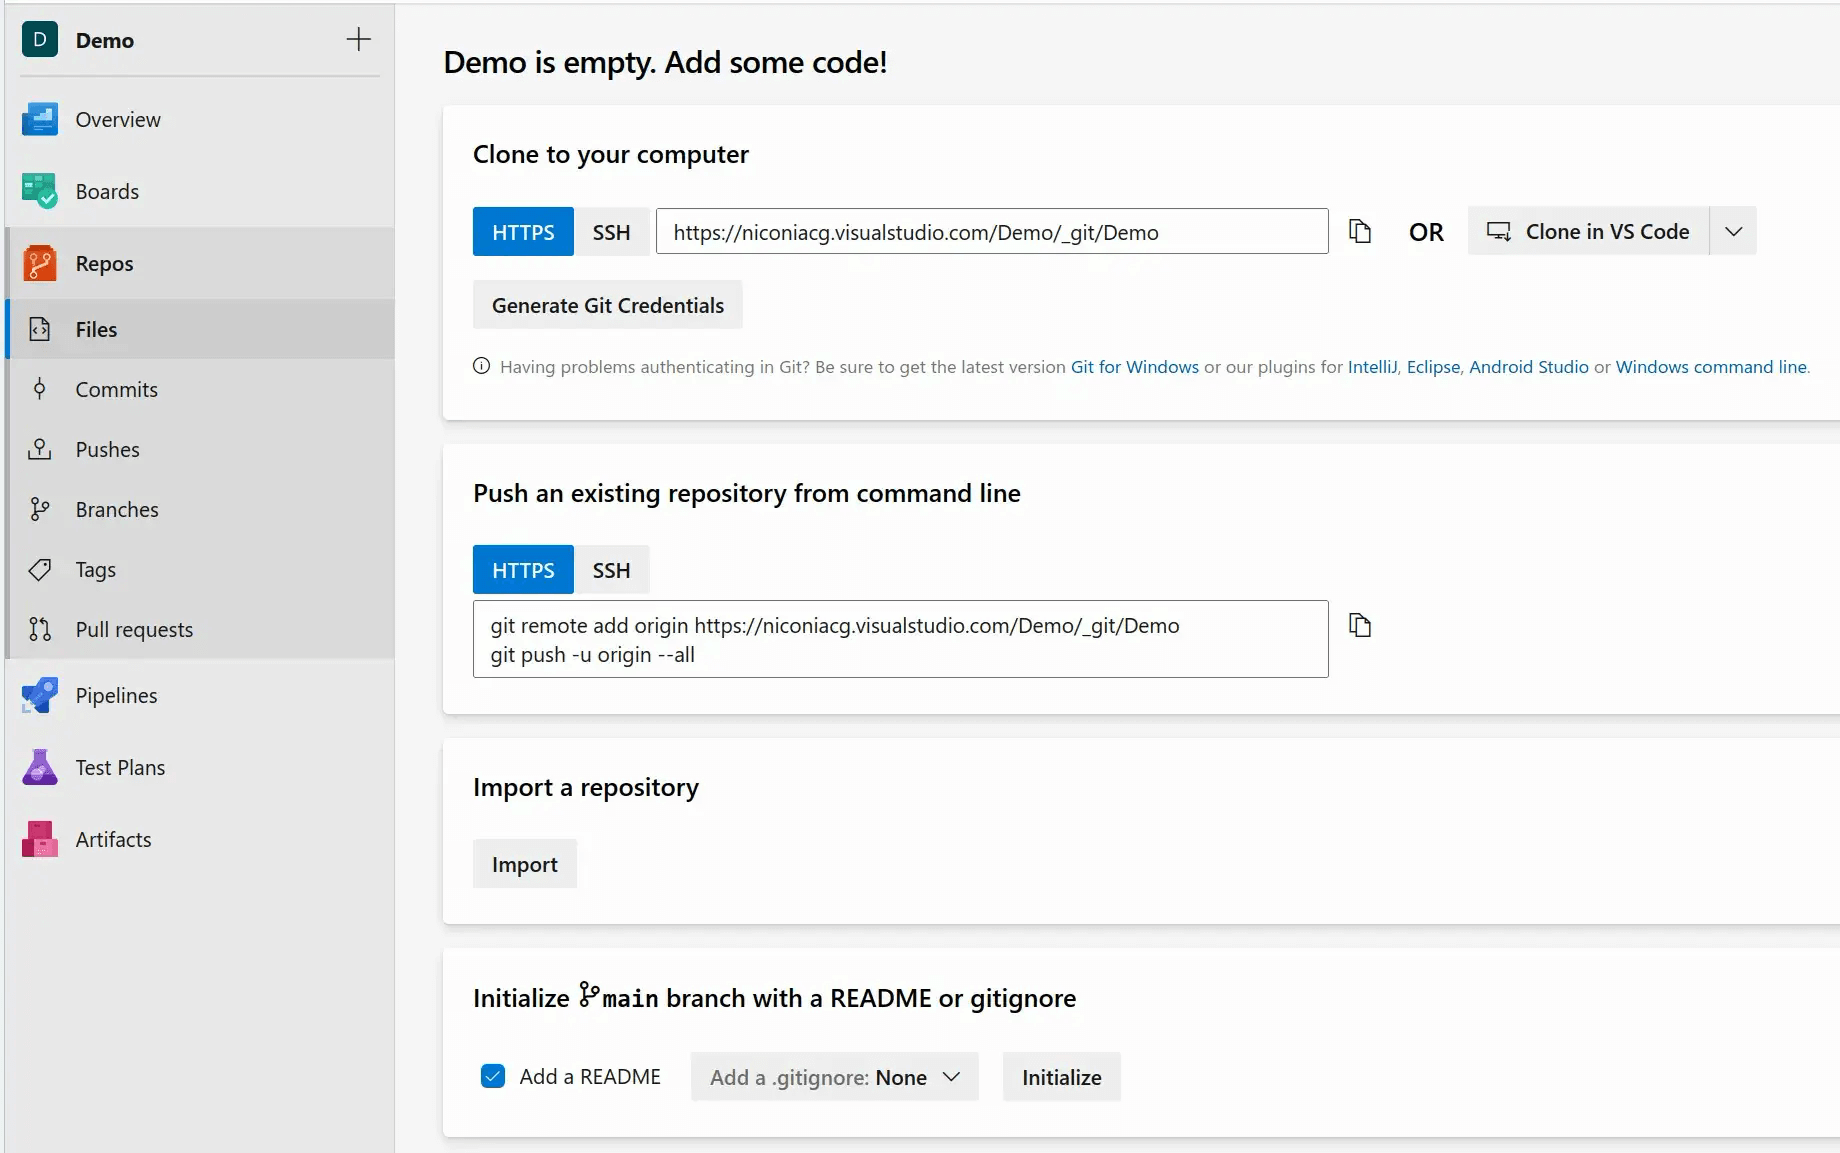 D Demo
Overview
Boards
Repos
Files
Commits
Pushes
Branches
Tags
Pull requests
Pipelines
Test Plans
Artifacts
Demo is empty. Add some code!
Clone to your computer
HTTPS SSH https://niconiacg.visualstudio.com/Demo/_git/Demo OR Clone in VS Code
Generate Git Credentials
Having problems authenticating in Git? Be sure to get the latest version Git for Windows or our plugins for IntelliJ, Eclipse, Android Studio or Windows command line.
Push an existing repository from command line
HTTPS SSH
git remote add origin https://niconiacg.visualstudio.com/Demo/_git/Demo
git push -u origin --all
Import a repository
Import
Initialize main branch with a README or gitignore
Add a README Add a .gitignore: None Initialize